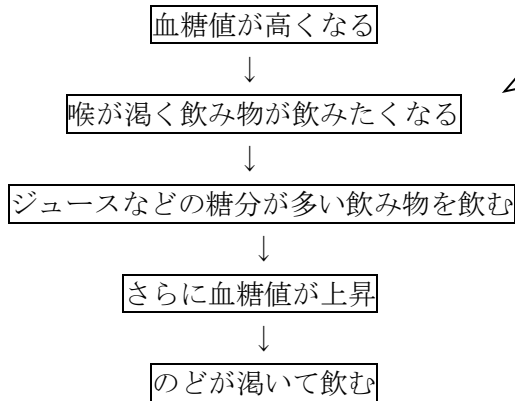 血糖値が高くなる
↓
喉が渇く飲み物が飲みたくなる
↓
ジュースなどの糖分が多い飲み物を飲む
↓
さらに血糖値が上昇
↓
のどが渇いて飲む